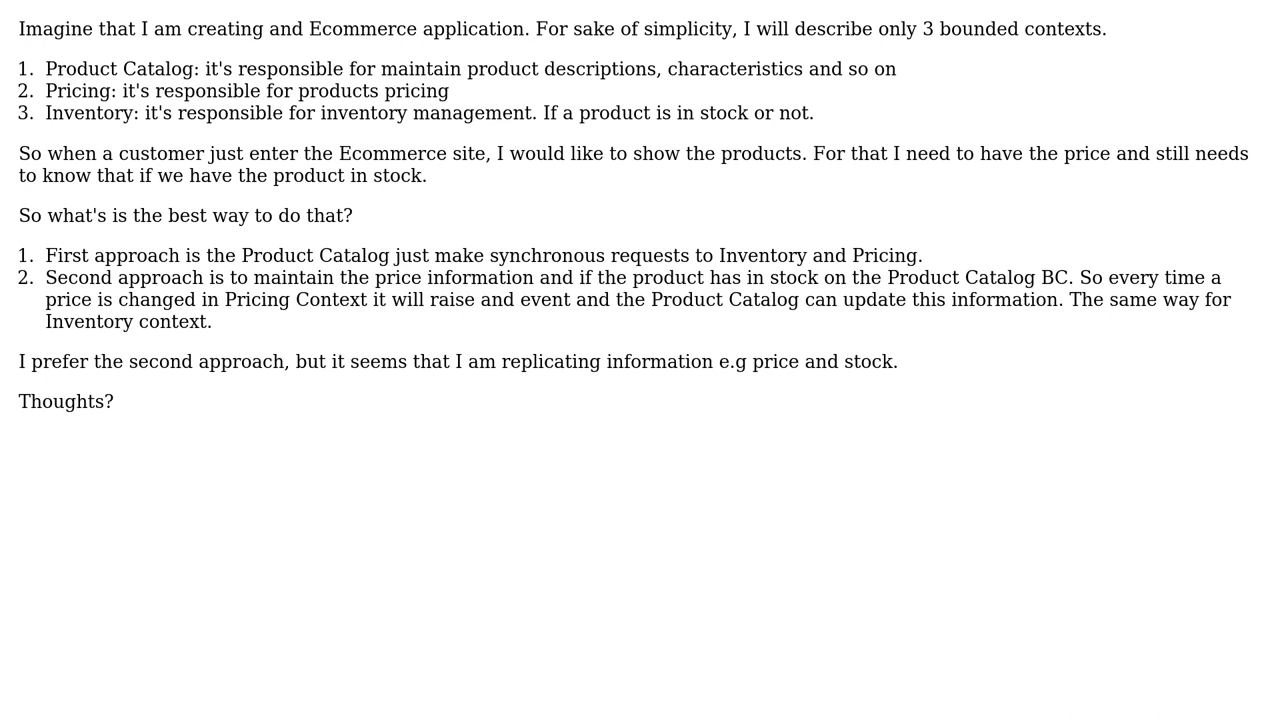 Imagine that I am creating and Ecommerce application. For sake of simplicity, I will describe only 3 bounded contexts.
1. Product Catalog: it's responsible for maintain product descriptions, characteristics and so on
2. Pricing: it's responsible for products pricing
3. Inventory: it's responsible for inventory management. If a product is in stock or not.
So when a customer just enter the Ecommerce site, I would like to show the products. For that I need to have the price and still needs
to know that if we have the product in stock.
So what's is the best way to do that?
1. First approach is the Product Catalog just make synchronous requests to Inventory and Pricing.
2. Second approach is to maintain the price information and if the product has in stock on the Product Catalog BC. So every time a
price is changed in Pricing Context it will raise and event and the Product Catalog can update this information. The same way for
Inventory context.
I prefer the second approach, but it seems that I am replicating information e.g price and stock.
Thoughts?